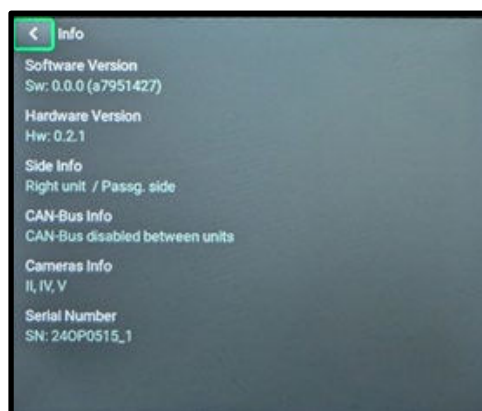 Info
Software Version
Sw: 0.0.0 (a7951427)
Hardware Version
Hw: 0.2.1
Side Info
Right unit / Passg. side
CAN-Bus Info
CAN-Bus disabled between units
Cameras Info
II, IV, V
Serial Number
SN: 24OP0515_1